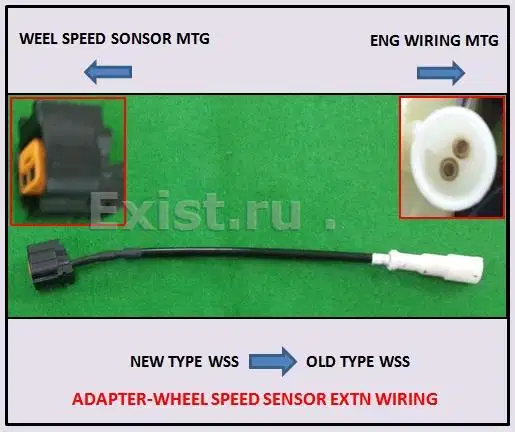 WEEL SPEED SONSOR MTG
ENG WIRING MTG
Exist.ru .
NEW TYPE WSS
OLD TYPE WSS
ADAPTER-WHEEL SPEED SENSOR EXTN WIRING